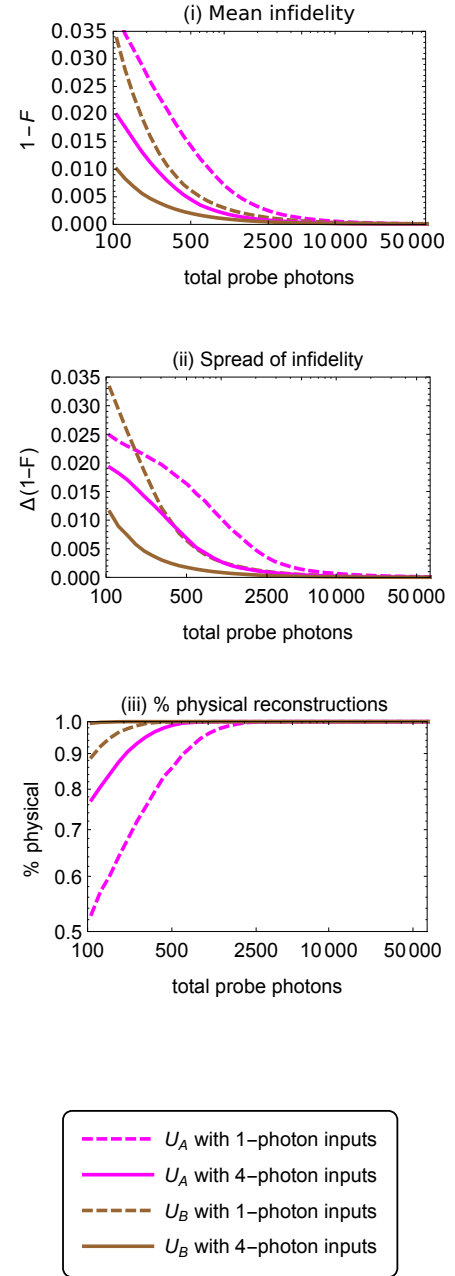 (i) Mean infidelity
0.035
0.030
0.025
0.020
0.015
0.010
0.005
0.000
1–F
100 500 2500 10 000 50 000
total probe photons
(ii) Spread of infidelity
0.035
0.030
0.025
0.020
0.015
0.010
0.005
0.000
Δ(1–F)
100 500 2500 10 000 50 000
total probe photons
(iii) % physical reconstructions
1.0
0.9
0.8
0.7
0.6
0.5
% physical
100 500 2500 10 000 50 000
total probe photons
U_A with 1–photon inputs
U_A with 4–photon inputs
U_B with 1–photon inputs
U_B with 4–photon inputs